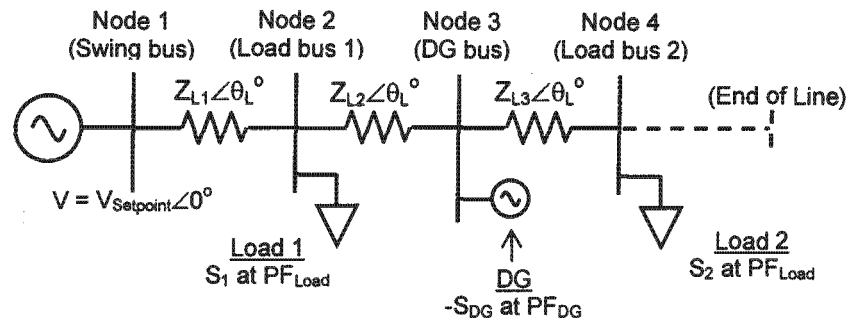 Node 1
(Swing bus)
Node 2
(Load bus 1)
Node 3
(DG bus)
Node 4
(Load bus 2)
Z_L1∠θ_L°
Z_L2∠θ_L°
Z_L3∠θ_L°
(End of Line)
V = V_Setpoint∠0°
Load 1
S_1 at PF_Load
DG
-S_DG at PF_DG
Load 2
S_2 at PF_Load